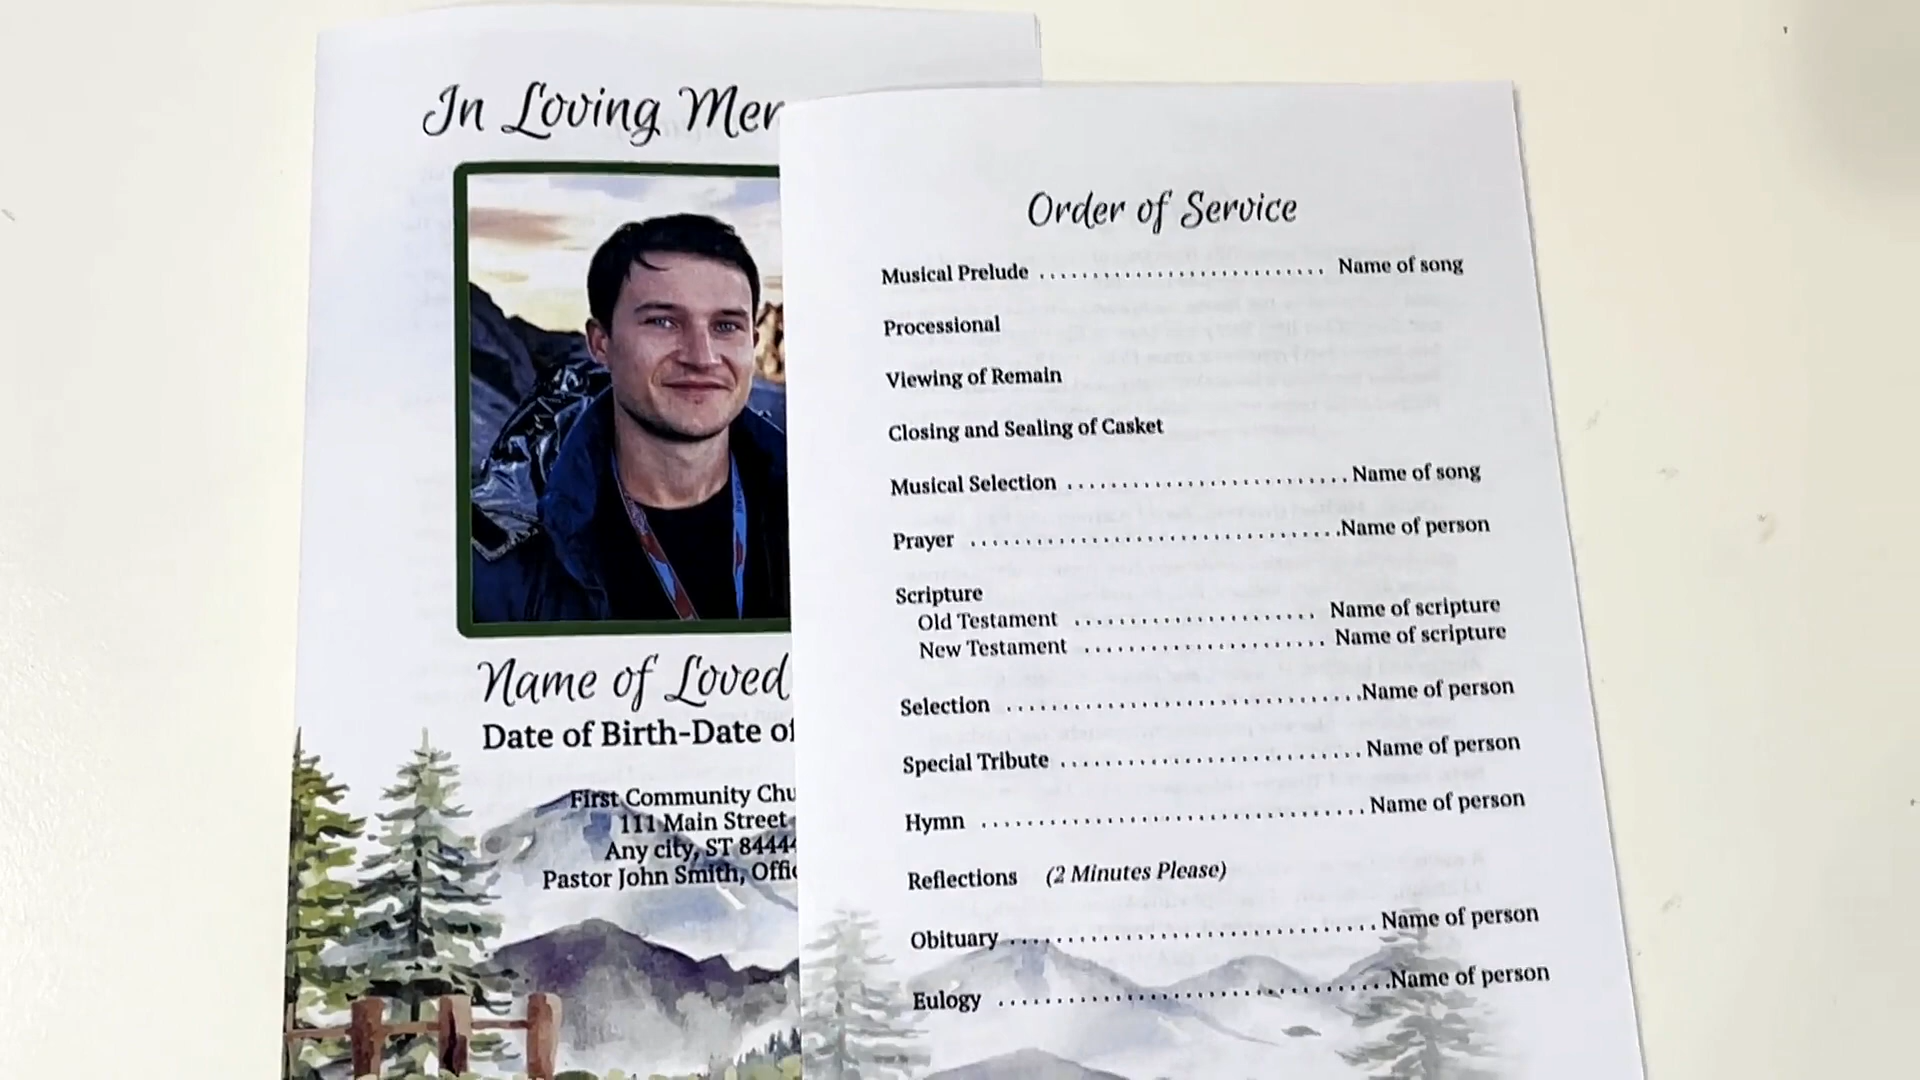 In Loving Mem
Name of Loved
Date of Birth-Date of
First Community Chu
111 Main Street
Any city, ST 84444
Pastor John Smith, Offic
Order of Service
Musical Prelude ........................... Name of song
Processional
Viewing of Remain
Closing and Sealing of Casket
Musical Selection ..........................Name of song
Prayer ..................................Name of person
Scripture
Old Testament ...................... Name of scripture
New Testament ...................... Name of scripture
Selection .................................Name of person
Special Tribute ............................ Name of person
Hymn ................................... Name of person
Reflections (2 Minutes Please)
Obituary .................................. Name of person
Eulogy ....................................Name of person